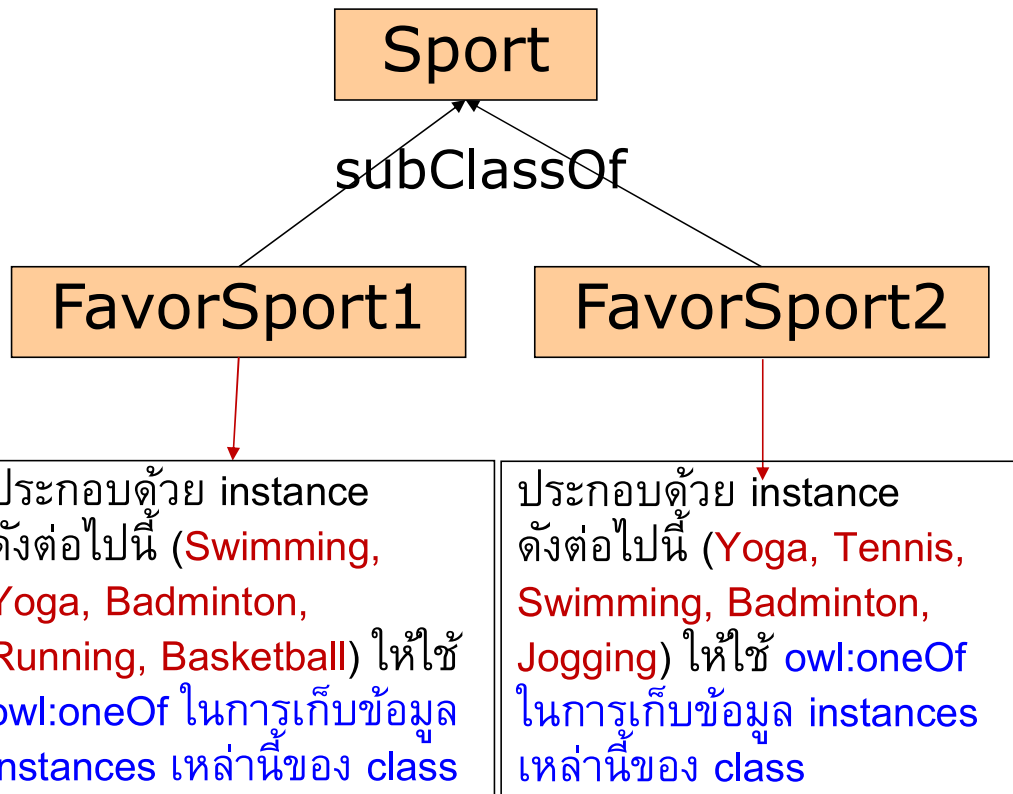 Sport
subClassOf
FavorSport1
FavorSport2
ประกอบด้วย instance
ดังต่อไปนี้ (Swimming,
Yoga, Badminton,
Running, Basketball) ให้ใช้
owl:oneOf ในการเก็บข้อมูล
instances เหล่านี้ของ class
ประกอบด้วย instance
ดังต่อไปนี้ (Yoga, Tennis,
Swimming, Badminton,
Jogging) ให้ใช้ owl:oneOf
ในการเก็บข้อมูล instances
เหล่านี้ของ class